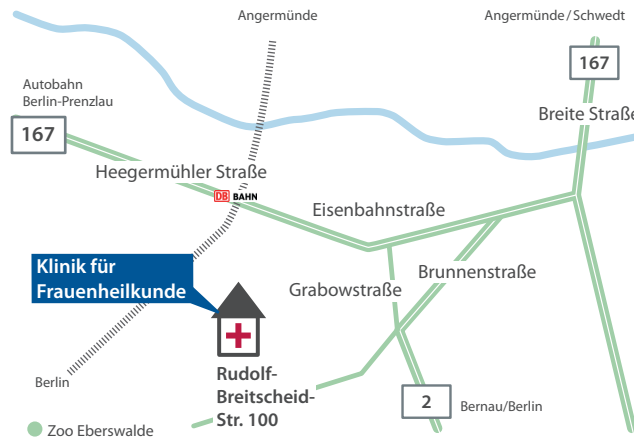 Angermünde
Angermünde/Schwedt
167
Autobahn
Berlin-Prenzlau
167
Breite Straße
Heegermühler Straße
DB BAHN
Eisenbahnstraße
Klinik für
Frauenheilkunde
Brunnenstraße
Grabowstraße
Rudolf-
Breitscheid-
Str. 100
Berlin
2
Bernau/Berlin
Zoo Eberswalde